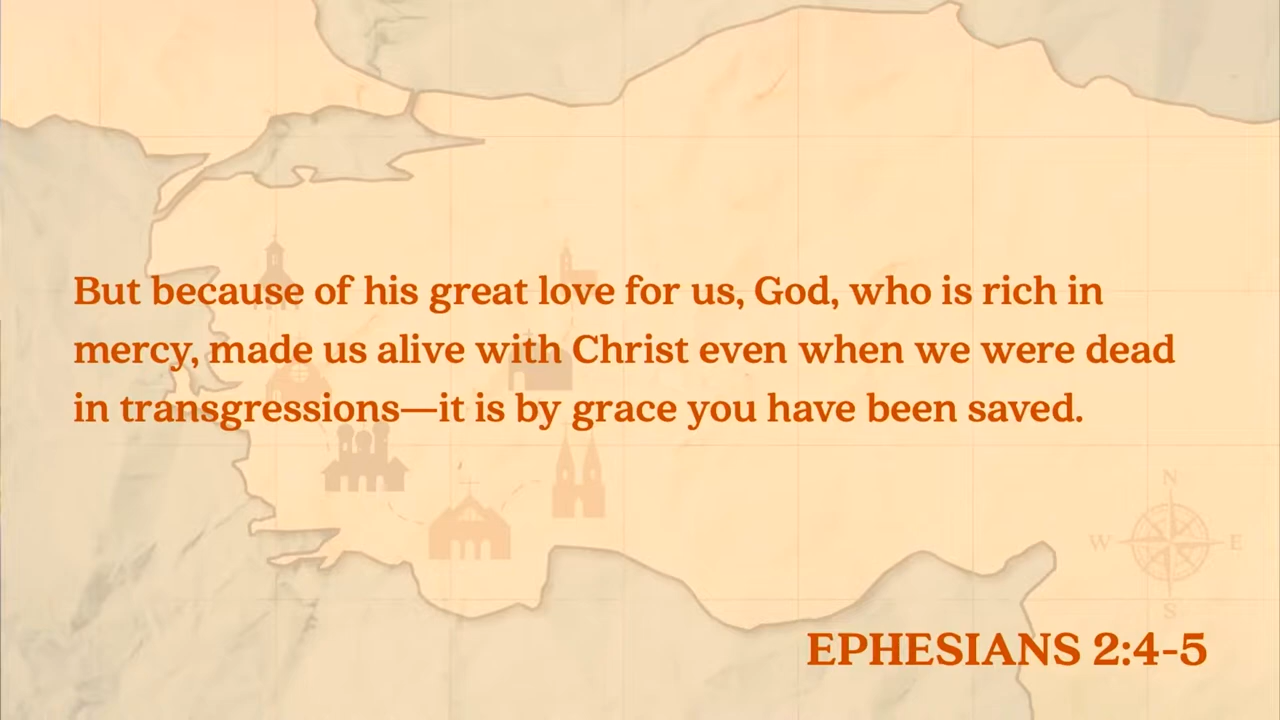 But because of his great love for us, God, who is rich in
mercy, made us alive with Christ even when we were dead
in transgressions—it is by grace you have been saved.
N
W E
S
EPHESIANS 2:4-5